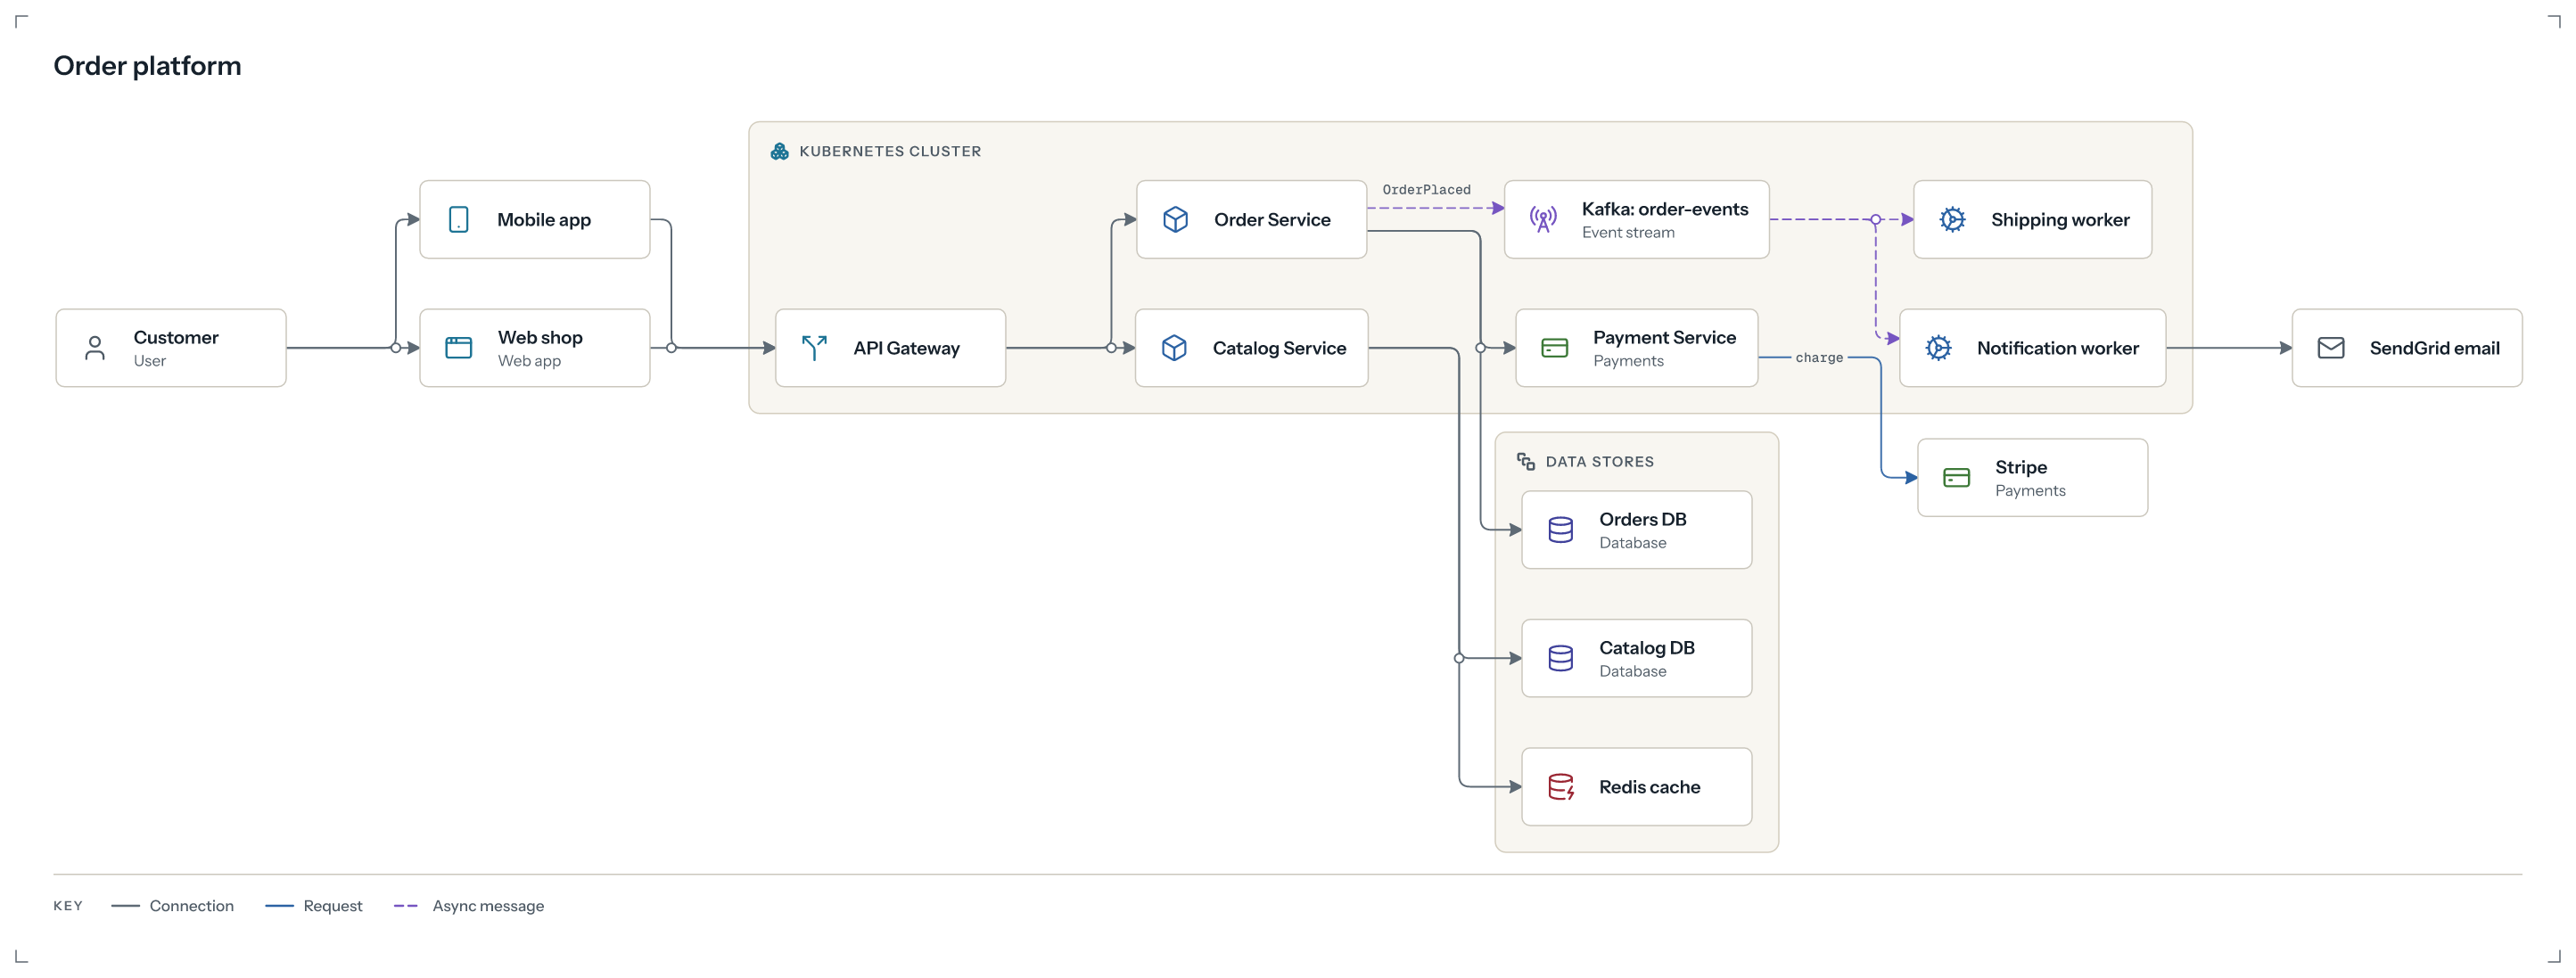 Order platform
KUBERNETES CLUSTER
Mobile app
Order Service
OrderPlaced
Kafka: order-events
Event stream
Shipping worker
Customer
User
Web shop
Web app
API Gateway
Catalog Service
Payment Service
Payments
charge
Notification worker
SendGrid email
DATA STORES
Stripe
Payments
Orders DB
Database
Catalog DB
Database
Redis cache
KEY
Connection
Request
Async message